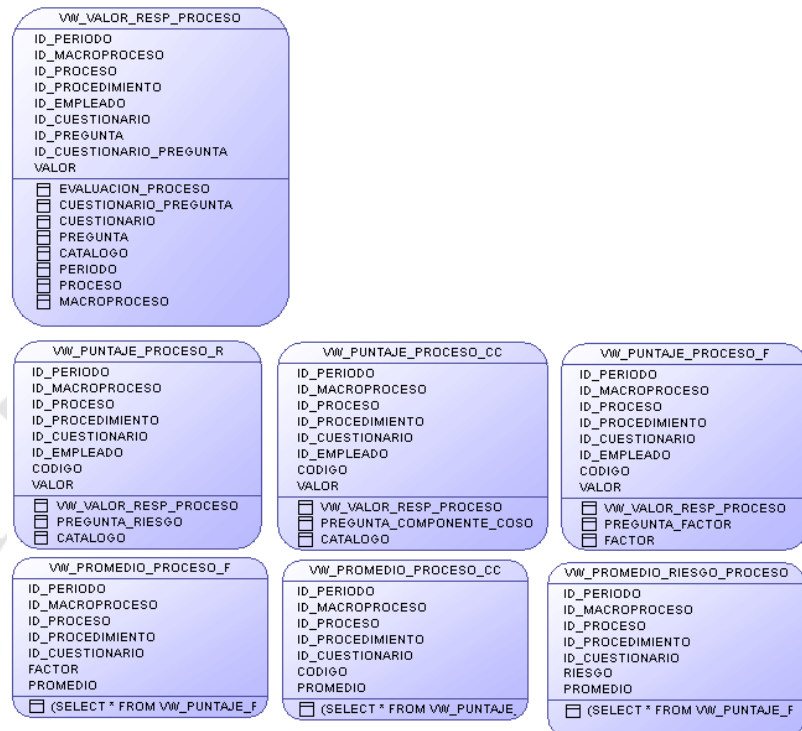 VW_VALOR_RESP_PROCESO
ID_PERIODO
ID_MACROPROCESO
ID_PROCESO
ID_PROCEDIMIENTO
ID_EMPLEADO
ID_CUESTIONARIO
ID_PREGUNTA
ID_CUESTIONARIO_PREGUNTA
VALOR
EVALUACION_PROCESO
CUESTIONARIO_PREGUNTA
CUESTIONARIO
PREGUNTA
CATALOGO
PERIODO
PROCESO
MACROPROCESO
VW_PUNTAJE_PROCESO_R
ID_PERIODO
ID_MACROPROCESO
ID_PROCESO
ID_PROCEDIMIENTO
ID_CUESTIONARIO
ID_EMPLEADO
CODIGO
VALOR
VW_VALOR_RESP_PROCESO
PREGUNTA_RIESGO
CATALOGO
VW_PUNTAJE_PROCESO_CC
ID_PERIODO
ID_MACROPROCESO
ID_PROCESO
ID_PROCEDIMIENTO
ID_CUESTIONARIO
ID_EMPLEADO
CODIGO
VALOR
VW_VALOR_RESP_PROCESO
PREGUNTA_COMPONENTE_COSO
CATALOGO
VW_PUNTAJE_PROCESO_F
ID_PERIODO
ID_MACROPROCESO
ID_PROCESO
ID_PROCEDIMIENTO
ID_CUESTIONARIO
ID_EMPLEADO
CODIGO
VALOR
VW_VALOR_RESP_PROCESO
PREGUNTA_FACTOR
FACTOR
VW_PROMEDIO_PROCESO_F
ID_PERIODO
ID_MACROPROCESO
ID_PROCESO
ID_PROCEDIMIENTO
ID_CUESTIONARIO
FACTOR
PROMEDIO
(SELECT * FROM VW_PUNTAJE_F
VW_PROMEDIO_PROCESO_CC
ID_PERIODO
ID_MACROPROCESO
ID_PROCESO
ID_PROCEDIMIENTO
ID_CUESTIONARIO
CODIGO
PROMEDIO
(SELECT * FROM VW_PUNTAJE_
VW_PROMEDIO_RIESGO_PROCESO
ID_PERIODO
ID_MACROPROCESO
ID_PROCESO
ID_PROCEDIMIENTO
ID_CUESTIONARIO
RIESGO
PROMEDIO
(SELECT * FROM VW_PUNTAJE_F